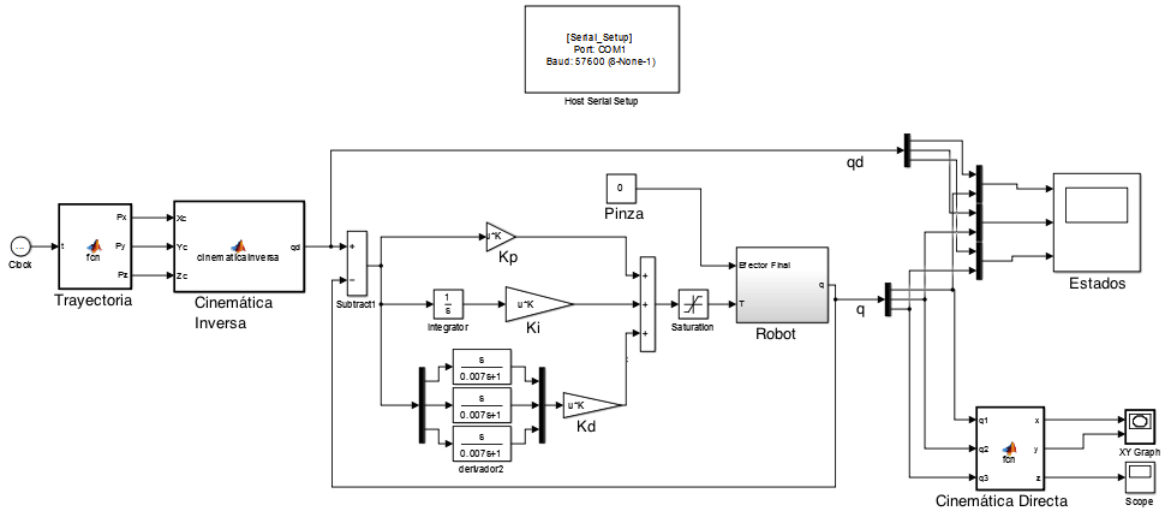 [Serial_Setup]
Port: COM1
Baud: 57600 (8-None-1)
Host Serial Setup
Clock
t
fcn
Px
Py
Pz
Trayectoria
Xc
Yc
Zc
cinematicaInversa
qd
Cinemática
Inversa
+
−
Subtract1
u*K
Kp
1
s
Integrator
u*K
Ki
s
0.007s+1
s
0.007s+1
s
0.007s+1
derivador2
u*K
Kd
+
+
+
Saturation
0
Pinza
Efector Final
T
q
Robot
qd
q
Estados
q1
q2
q3
fcn
x
y
z
Cinemática Directa
XY Graph
Scope